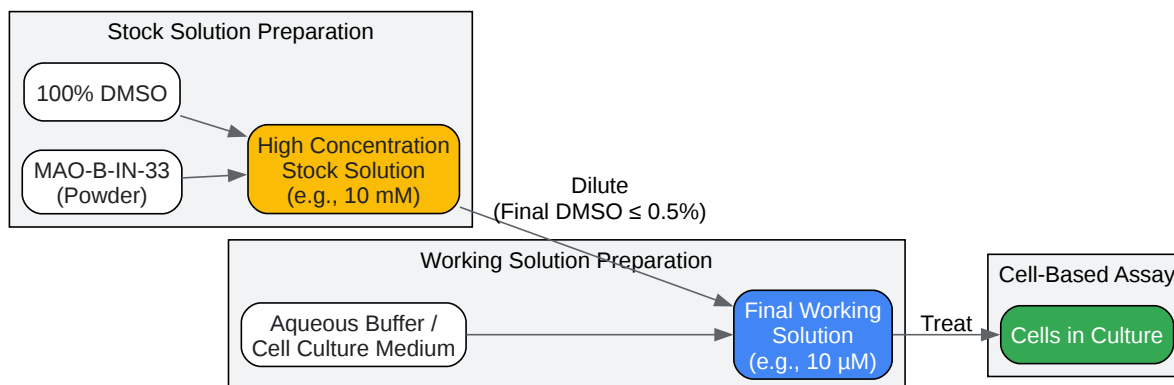 Stock Solution Preparation
100% DMSO
MAO-B-IN-33
(Powder)
High Concentration
Stock Solution
(e.g., 10 mM)
Dilute
(Final DMSO ≤ 0.5%)
Working Solution Preparation
Aqueous Buffer /
Cell Culture Medium
Final Working
Solution
(e.g., 10 µM)
Treat
Cell-Based Assay
Cells in Culture